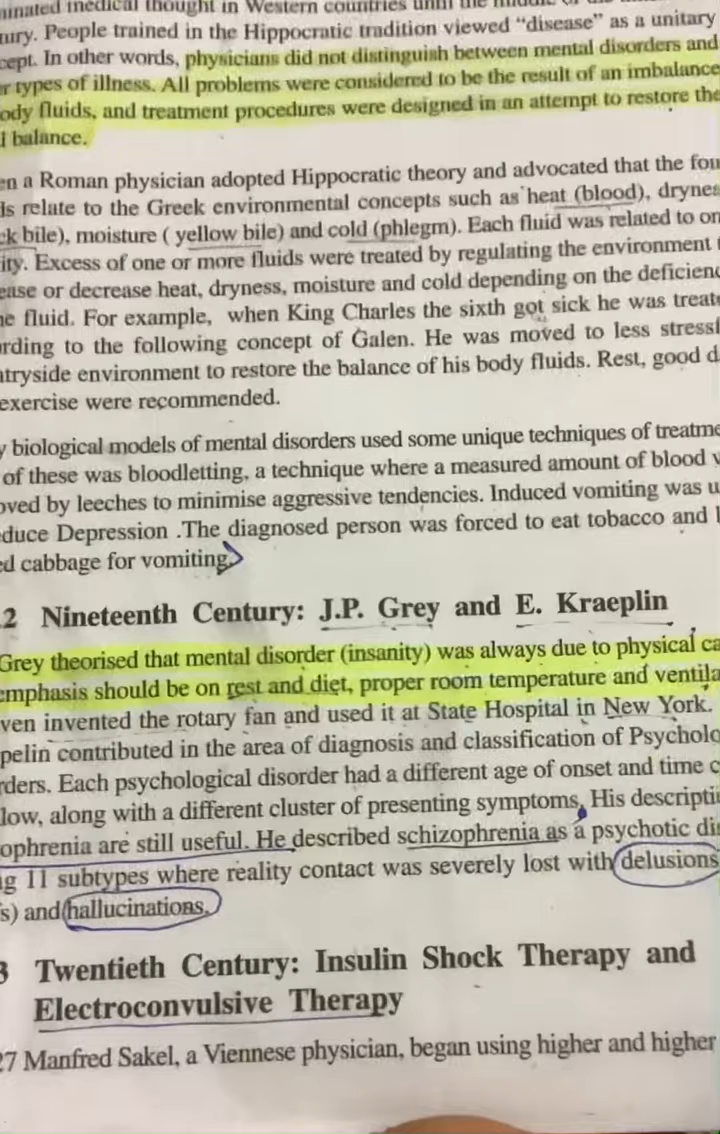 ninated medical thought in Western countries until the middle of the
tury. People trained in the Hippocratic tradition viewed “disease” as a unitary
cept. In other words, physicians did not distinguish between mental disorders and
r types of illness. All problems were considered to be the result of an imbalance
ody fluids, and treatment procedures were designed in an attempt to restore the
l balance.
en a Roman physician adopted Hippocratic theory and advocated that the fou
ds relate to the Greek environmental concepts such as heat (blood), drynes
ck bile), moisture ( yellow bile) and cold (phlegm). Each fluid was related to on
ity. Excess of one or more fluids were treated by regulating the environment t
ease or decrease heat, dryness, moisture and cold depending on the deficienc
he fluid. For example, when King Charles the sixth got sick he was treat
rding to the following concept of Galen. He was moved to less stressf
ntryside environment to restore the balance of his body fluids. Rest, good d
exercise were recommended.
y biological models of mental disorders used some unique techniques of treatme
of these was bloodletting, a technique where a measured amount of blood w
oved by leeches to minimise aggressive tendencies. Induced vomiting was u
duce Depression .The diagnosed person was forced to eat tobacco and
ed cabbage for vomiting.
2 Nineteenth Century: J.P. Grey and E. Kraeplin
Grey theorised that mental disorder (insanity) was always due to physical ca
emphasis should be on rest and diet, proper room temperature and ventila
ven invented the rotary fan and used it at State Hospital in New York.
pelin contributed in the area of diagnosis and classification of Psycholo
rders. Each psychological disorder had a different age of onset and time c
low, along with a different cluster of presenting symptoms. His descripti
ophrenia are still useful. He described schizophrenia as a psychotic di
g 11 subtypes where reality contact was severely lost with delusions
s) and hallucinations.
3 Twentieth Century: Insulin Shock Therapy and
Electroconvulsive Therapy
27 Manfred Sakel, a Viennese physician, began using higher and higher